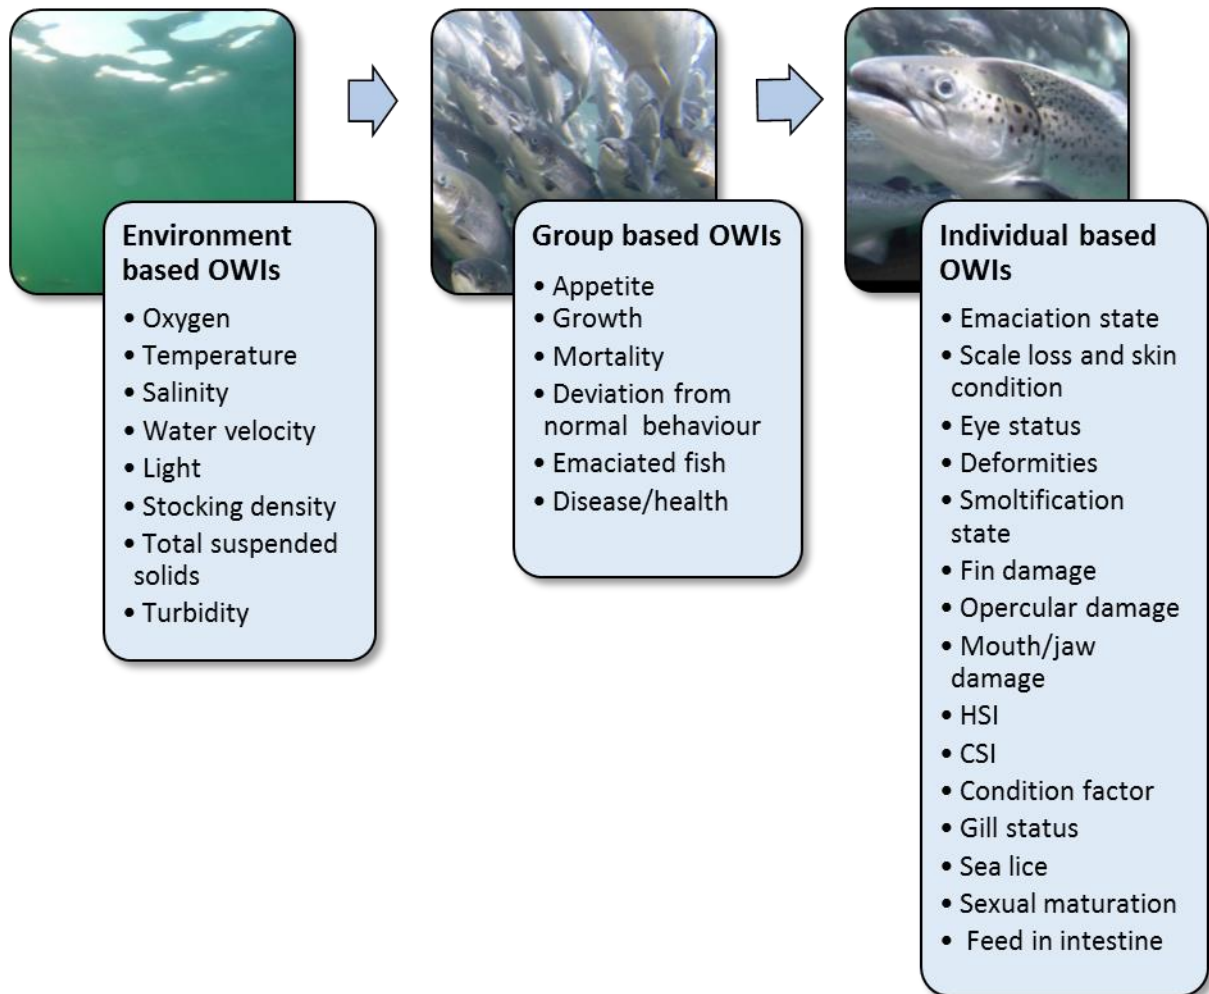 Environment
based OWIs
• Oxygen
• Temperature
• Salinity
• Water velocity
• Light
• Stocking density
• Total suspended
solids
• Turbidity
Group based OWIs
• Appetite
• Growth
• Mortality
• Deviation from
normal behaviour
• Emaciated fish
• Disease/health
Individual based
OWIs
• Emaciation state
• Scale loss and skin
condition
• Eye status
• Deformities
• Smoltification
state
• Fin damage
• Opercular damage
• Mouth/jaw
damage
• HSI
• CSI
• Condition factor
• Gill status
• Sea lice
• Sexual maturation
• Feed in intestine